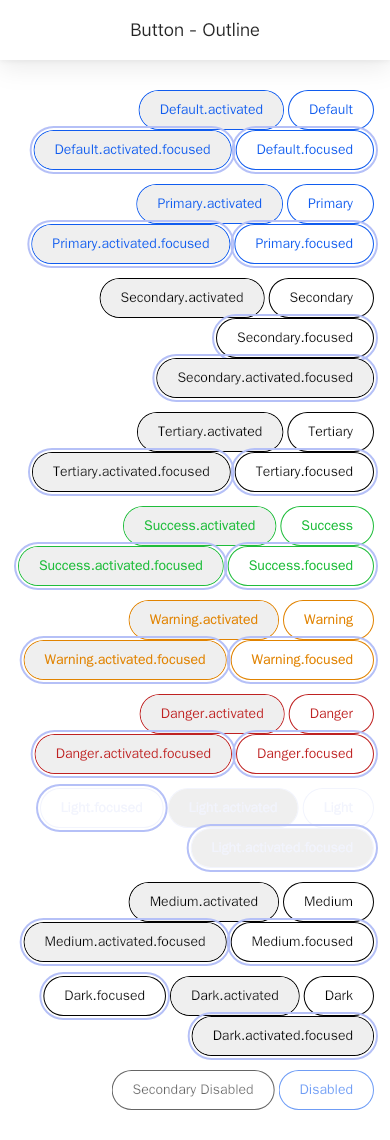 Button - Outline
Default.activated Default
Default.activated.focused Default.focused
Primary.activated Primary
Primary.activated.focused Primary.focused
Secondary.activated Secondary
Secondary.focused
Secondary.activated.focused
Tertiary.activated Tertiary
Tertiary.activated.focused Tertiary.focused
Success.activated Success
Success.activated.focused Success.focused
Warning.activated Warning
Warning.activated.focused Warning.focused
Danger.activated Danger
Danger.activated.focused Danger.focused
Light.focused Light.activated Light
Light.activated.focused
Medium.activated Medium
Medium.activated.focused Medium.focused
Dark.focused Dark.activated Dark
Dark.activated.focused
Secondary Disabled Disabled